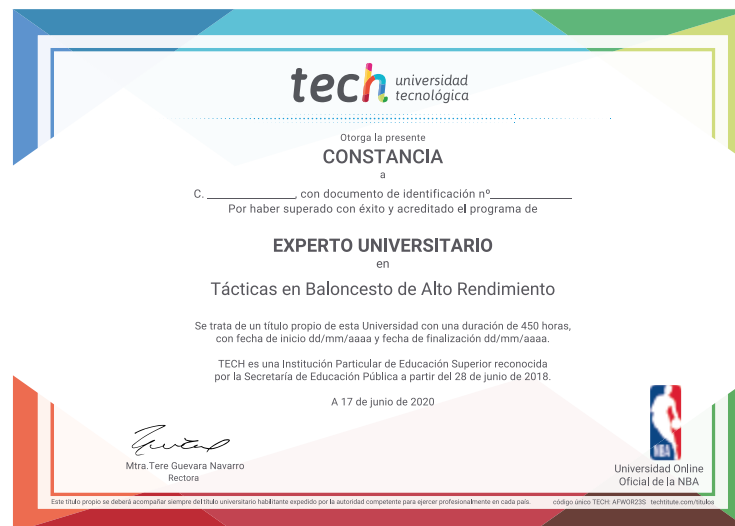 tech universidad
tecnológica
Otorga la presente
CONSTANCIA
a
C. ________________, con documento de identificación nº______________
Por haber superado con éxito y acreditado el programa de
EXPERTO UNIVERSITARIO
en
Tácticas en Baloncesto de Alto Rendimiento
Se trata de un título propio de esta Universidad con una duración de 450 horas,
con fecha de inicio dd/mm/aaaa y fecha de finalización dd/mm/aaaa.
TECH es una Institución Particular de Educación Superior reconocida
por la Secretaría de Educación Pública a partir del 28 de junio de 2018.
A 17 de junio de 2020
Mtra.Tere Guevara Navarro
Rectora
NBA
Universidad Online
Oficial de la NBA
Este título propio se deberá acompañar siempre del título universitario habilitante expedido por la autoridad competente para ejercer profesionalmente en cada país. código único TECH: AFWOR23S techtitute.com/titulos